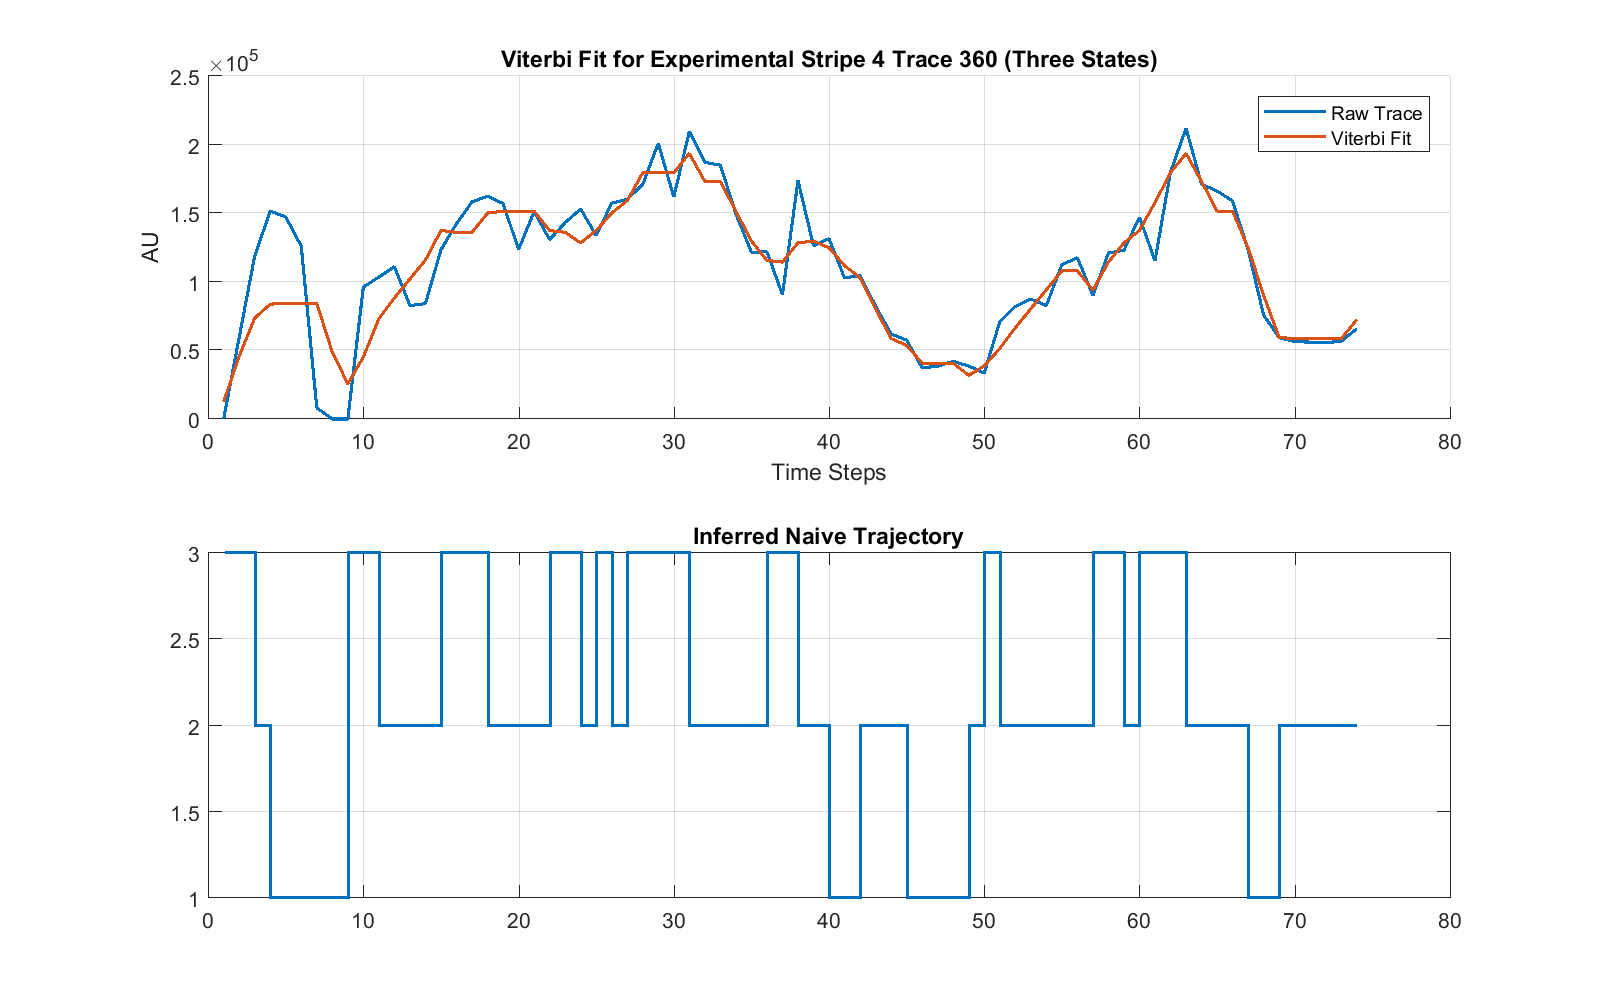 Viterbi Fit for Experimental Stripe 4 Trace 360 (Three States)
×10⁵
2.5
2
1.5
1
0.5
0
AU
Raw Trace
Viterbi Fit
0 10 20 30 40 50 60 70 80
Time Steps
Inferred Naive Trajectory
3
2.5
2
1.5
1
0 10 20 30 40 50 60 70 80